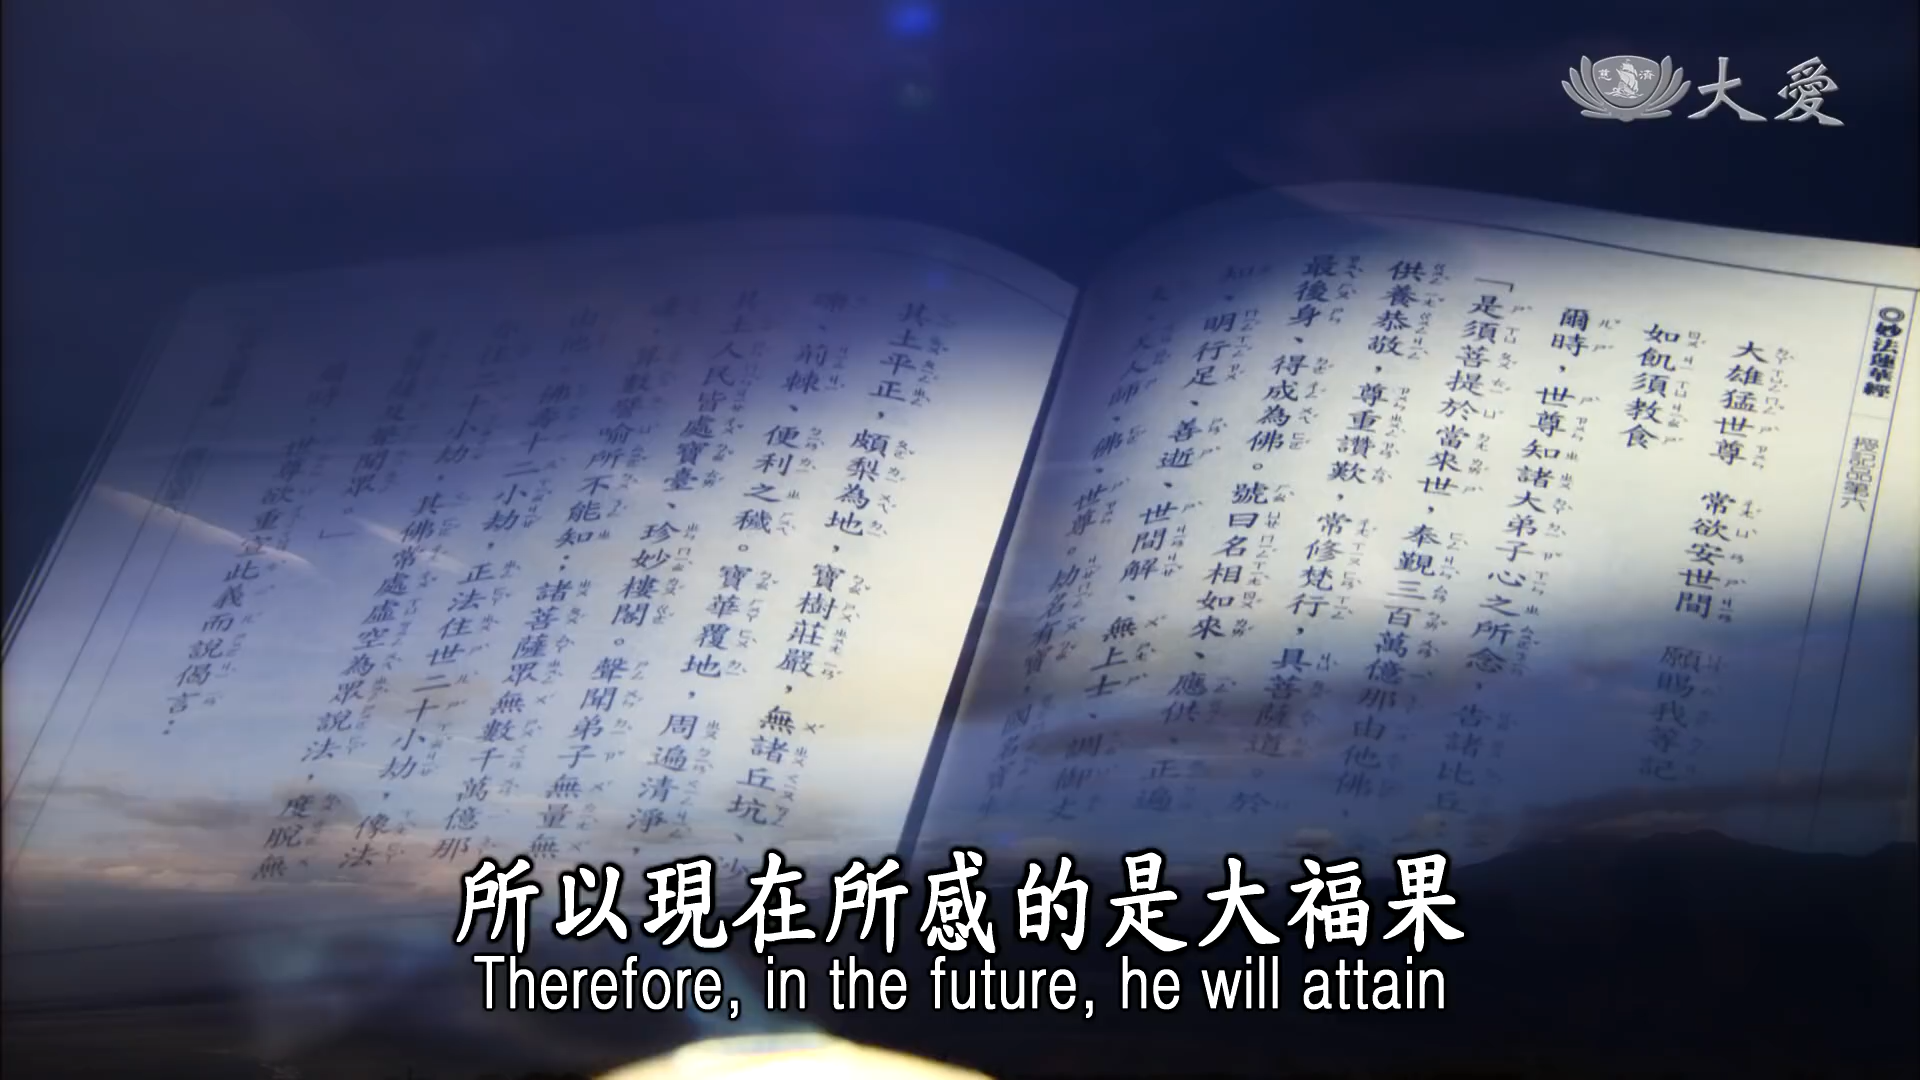 慈濟
大愛
◎妙法蓮華經
授記品第六
大雄猛世尊 常欲安世間 願賜我等記
如飢須教食
爾時，世尊知諸大弟子心之所念，告諸比丘：
「是須菩提於當來世，奉覲三百萬億那由他佛，
供養恭敬，尊重讚歎，常修梵行，具菩薩道。於
最後身、得成為佛。號曰名相如來、應供、正遍
知、明行足、善逝、世間解、無上士、調御丈
夫、天人師、佛、世尊。劫名有寶，國名寶
其土平正，頗梨為地，寶樹莊嚴，無諸丘坑、沙
礫、荊棘、便利之穢。寶華覆地，周遍清淨，
其土人民皆處寶臺、珍妙樓閣。聲聞弟子無量無
邊，算數譬喻所不能知；諸菩薩眾無數千萬億那
由他。佛壽十二小劫，正法住世二十小劫，像法
亦住二十小劫，其佛常處虛空為眾說法，度脫無
聲聞眾。」
爾時，世尊欲重宣此義而說偈言：
所以現在所感的是大福果
Therefore, in the future, he will attain